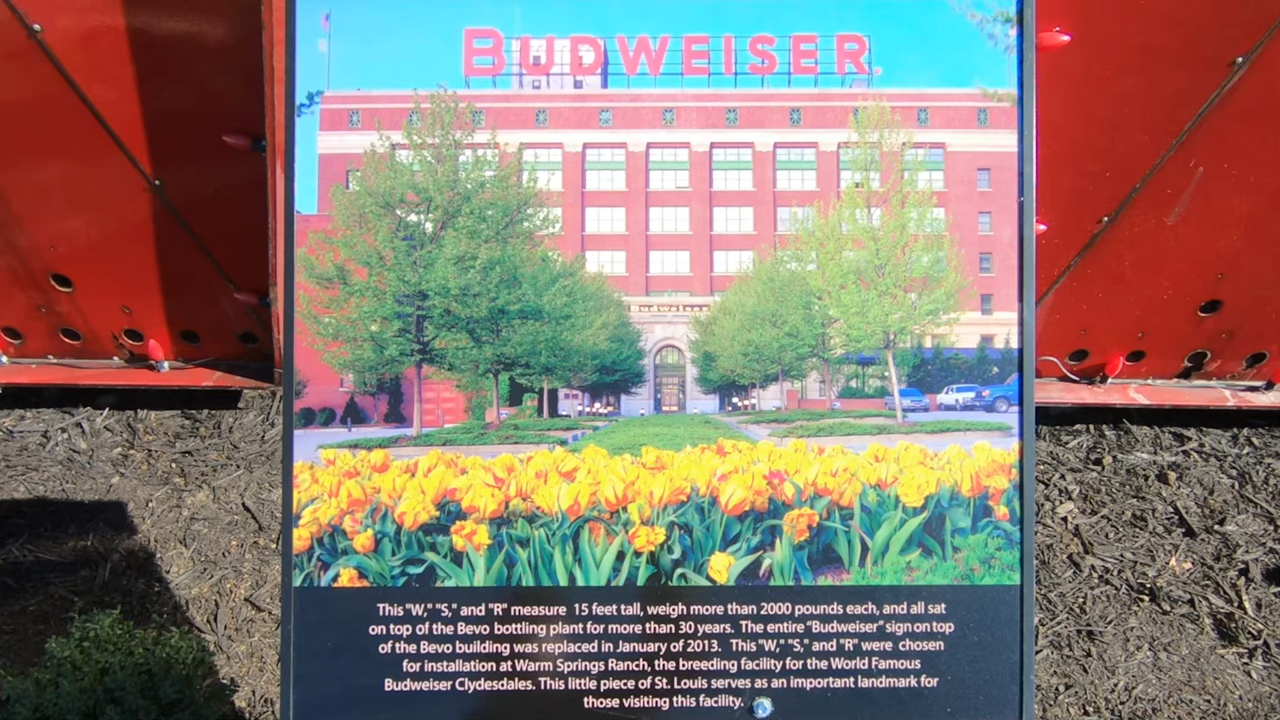 BUDWEISER
Budweiser
This "W," "S," and "R" measure 15 feet tall, weigh more than 2000 pounds each, and all sat
on top of the Bevo bottling plant for more than 30 years. The entire "Budweiser" sign on top
of the Bevo building was replaced in January of 2013. This "W," "S," and "R" were chosen
for installation at Warm Springs Ranch, the breeding facility for the World Famous
Budweiser Clydesdales. This little piece of St. Louis serves as an important landmark for
those visiting this facility.